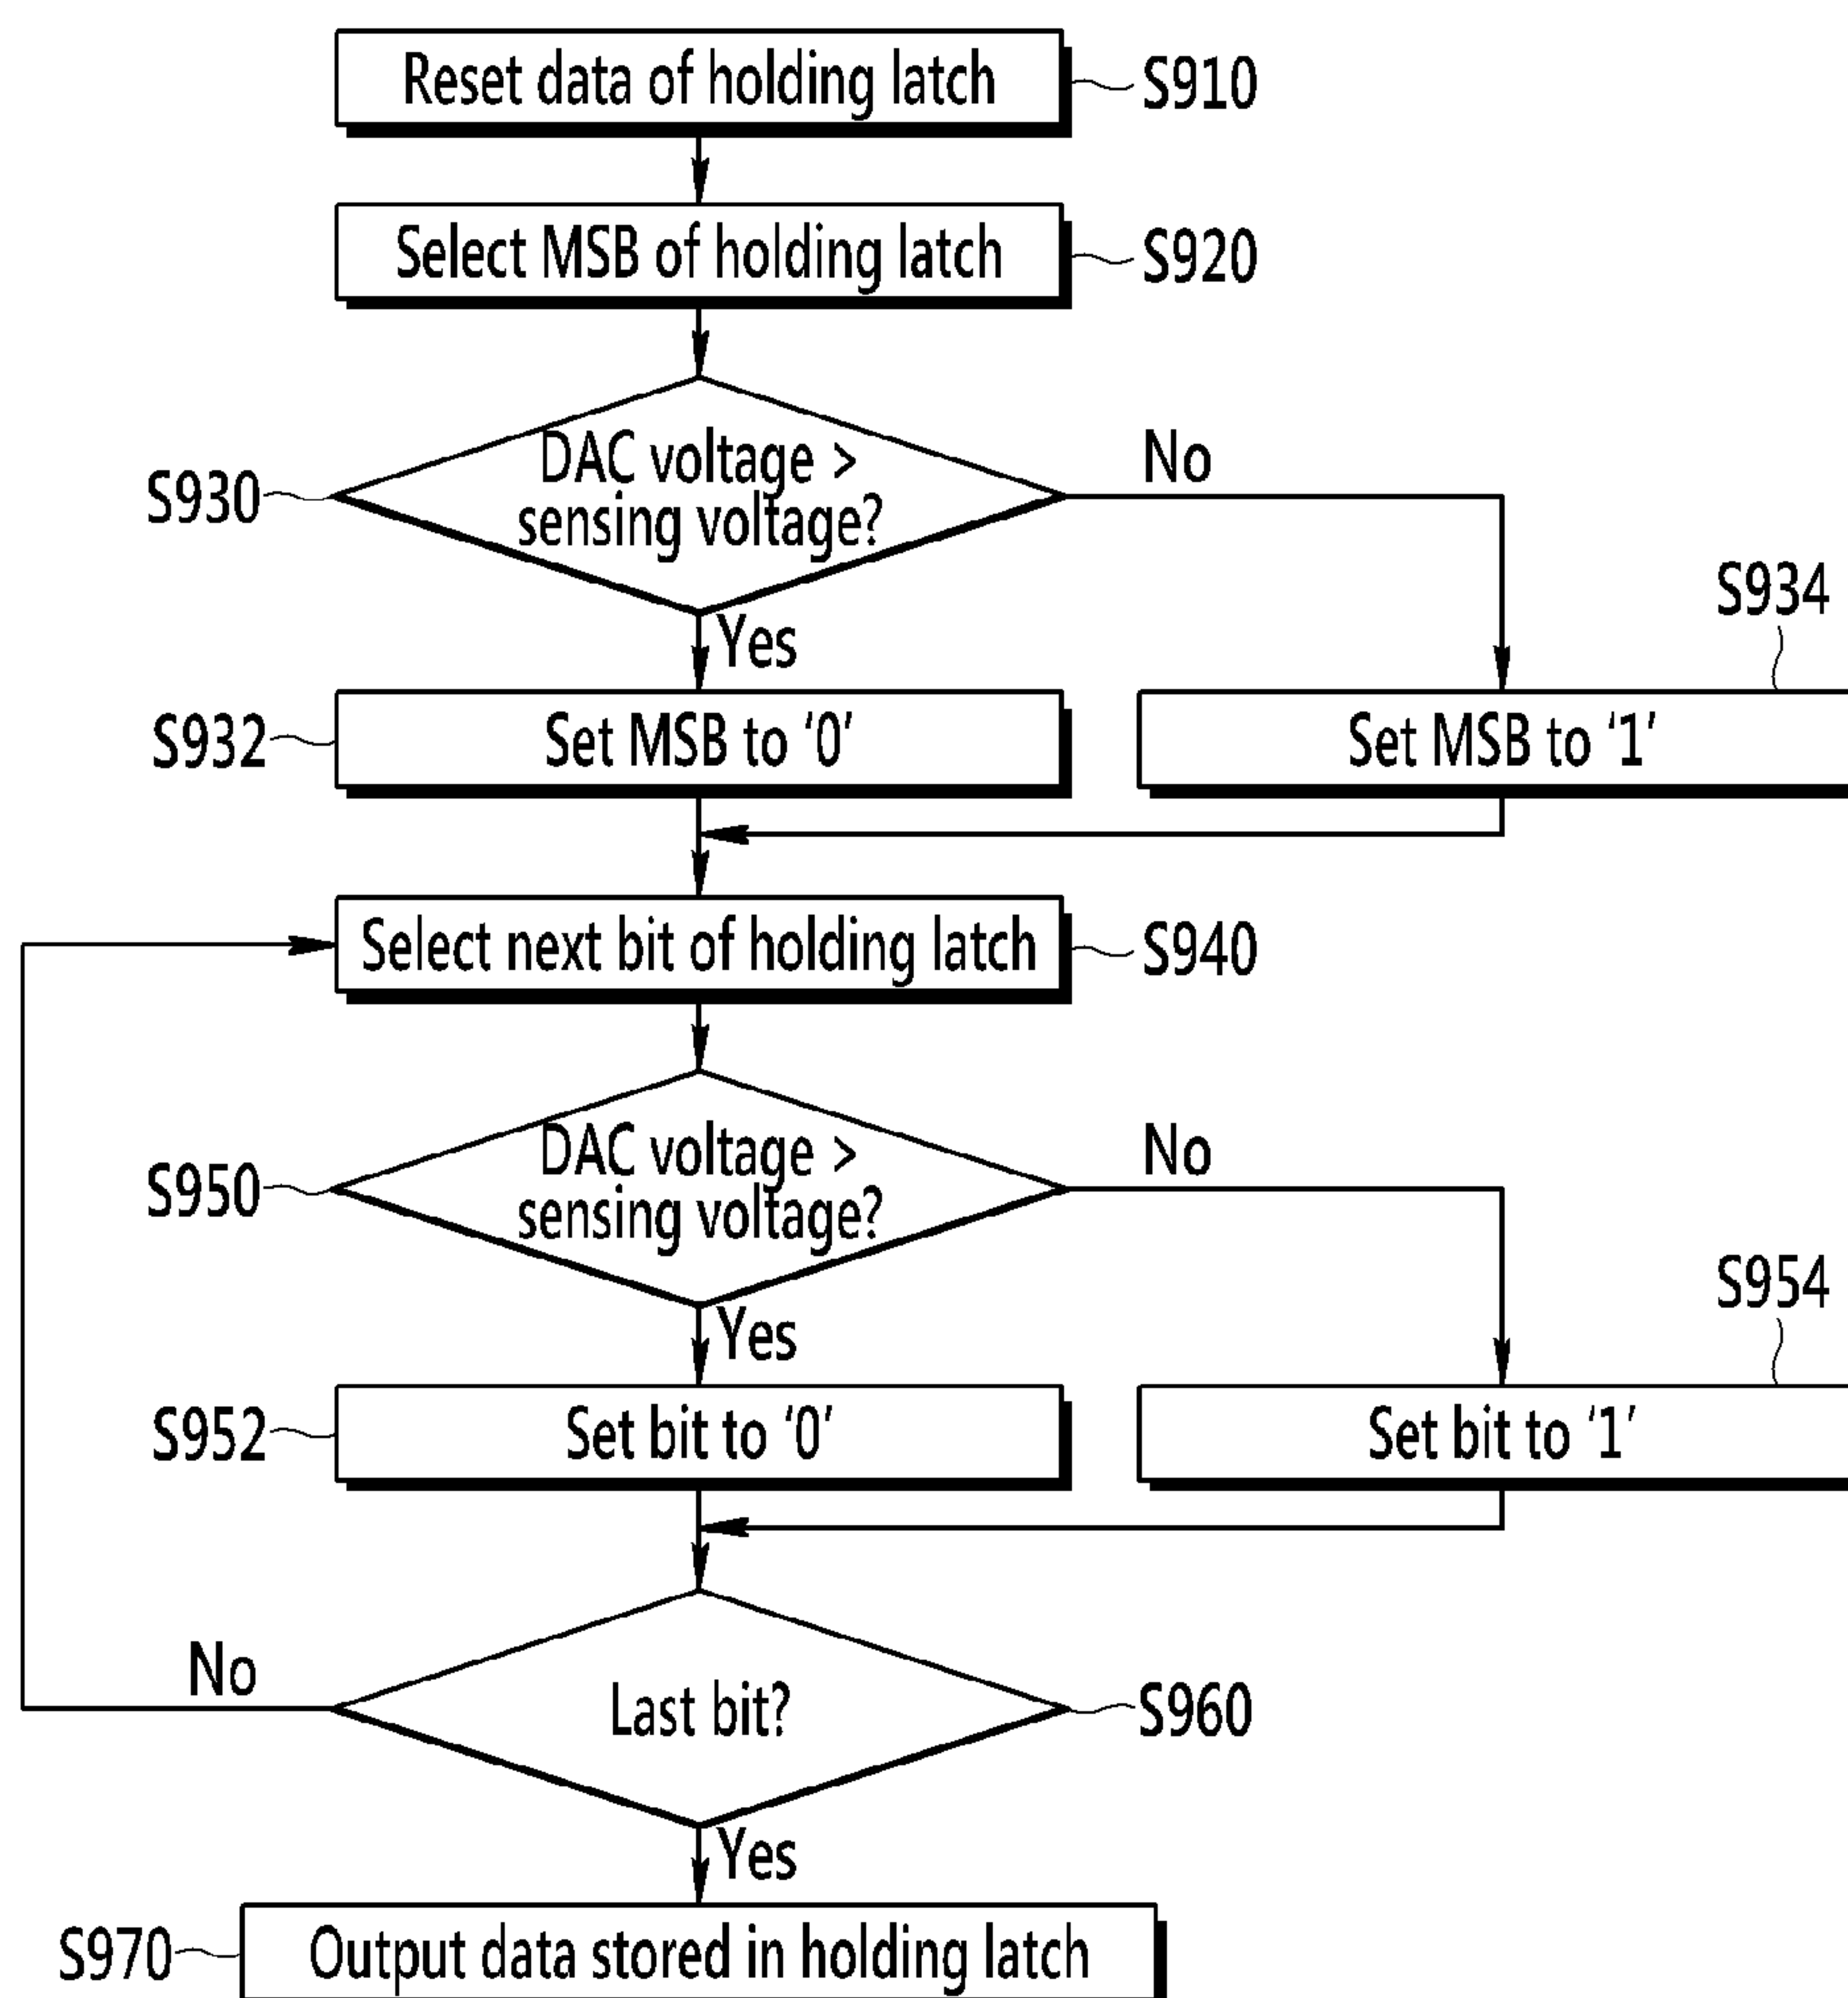 Reset data of holding latch
S910
Select MSB of holding latch
S920
DAC voltage >
sensing voltage?
S930
No
Yes
S934
S932
Set MSB to ‘0’
Set MSB to ‘1’
Select next bit of holding latch
S940
DAC voltage >
sensing voltage?
S950
No
Yes
S954
S952
Set bit to ‘0’
Set bit to ‘1’
No
Last bit?
S960
Yes
S970
Output data stored in holding latch